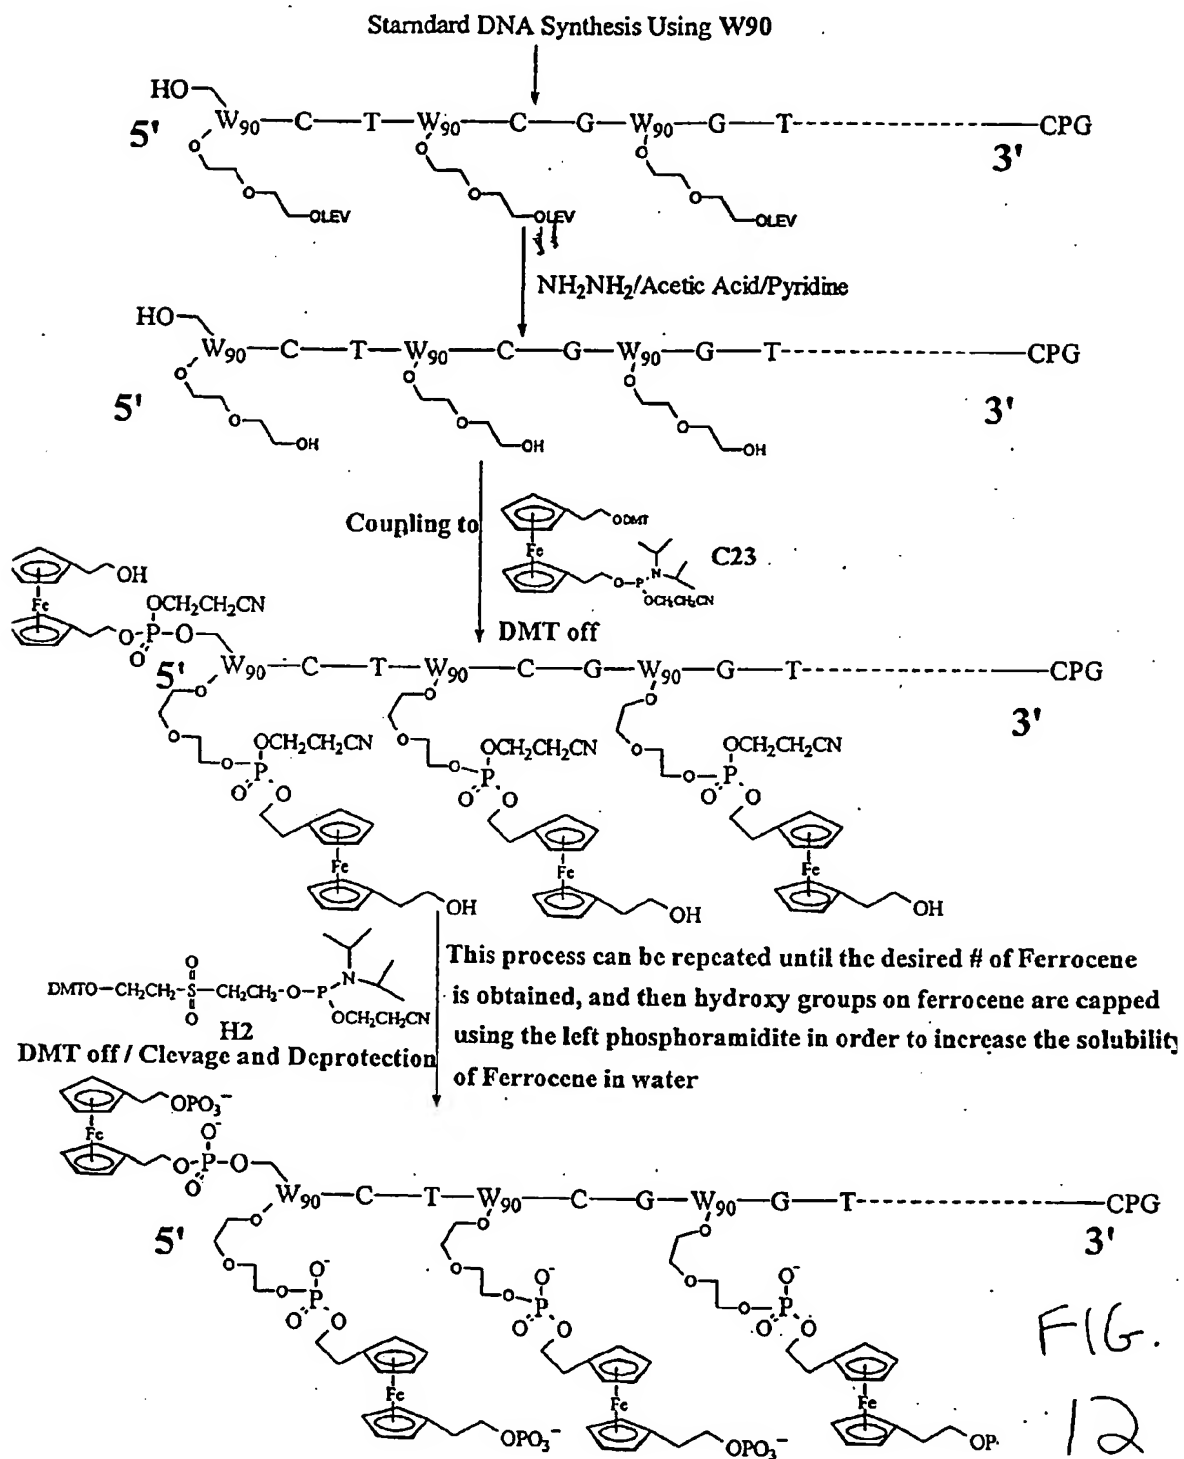 Starndard DNA Synthesis Using W90
HO
5' W90—C—T—W90—C—G—W90—G—T-----------------CPG
3'
O O O
O O O
OLEV OLEV OLEV
NH2NH2/Acetic Acid/Pyridine
HO
W90—C—T—W90—C—G—W90—G—T-----------------CPG
5' 3'
O O O
O O O
OH OH OH
Coupling to
ODMT
Fe
O—P—N
OCH2CH2CN
C23
DMT off
OH
Fe
OCH2CH2CN
O—P—O
O
5' W90—C—T—W90—C—G—W90—G—T-----------------CPG
3'
O O O
O O O
OCH2CH2CN OCH2CH2CN OCH2CH2CN
O—P O—P O—P
O O O O O O
Fe Fe Fe
OH OH OH
DMTO—CH2CH2—S—CH2CH2—O—P
O
O
N
OCH2CH2CN
H2
DMT off / Clevage and Deprotection
This process can be repeated until the desired # of Ferrocene
is obtained, and then hydroxy groups on ferrocene are capped
using the left phosphoramidite in order to increase the solubility
of Ferrocene in water
OPO3-
Fe
O-
O—P—O
O
W90—C—T—W90—C—G—W90—G—T-----------------CPG
5' 3'
O O O
O O O
O- O- O-
O—P O—P O—P
O O O O O O
Fe Fe Fe
OPO3- OPO3- OP
FIG.
12